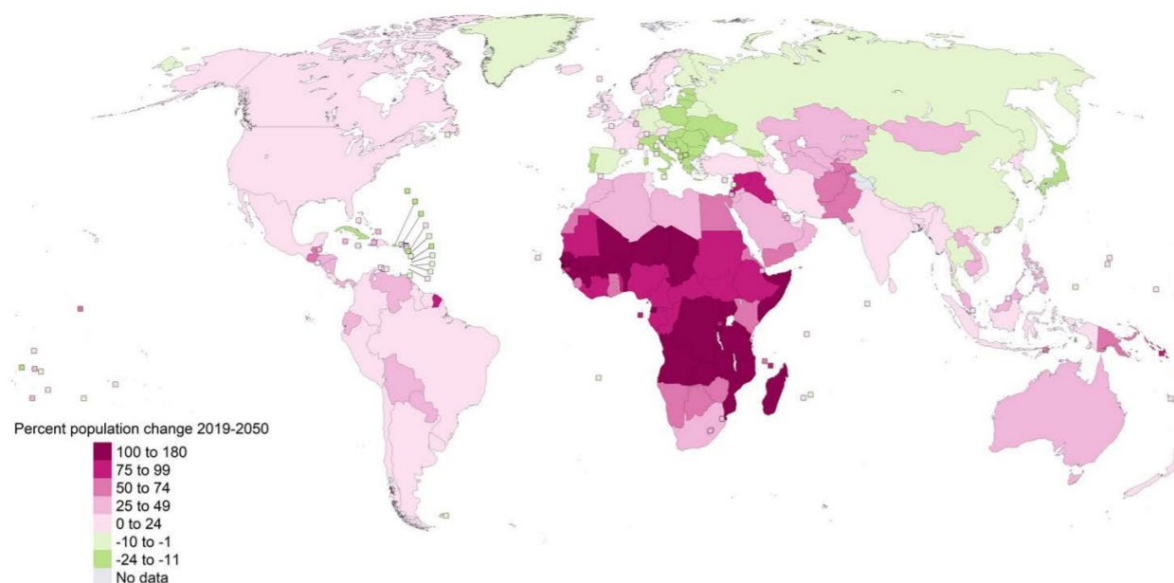 Percent population change 2019-2050
100 to 180
75 to 99
50 to 74
25 to 49
0 to 24
-10 to -1
-24 to -11
No data